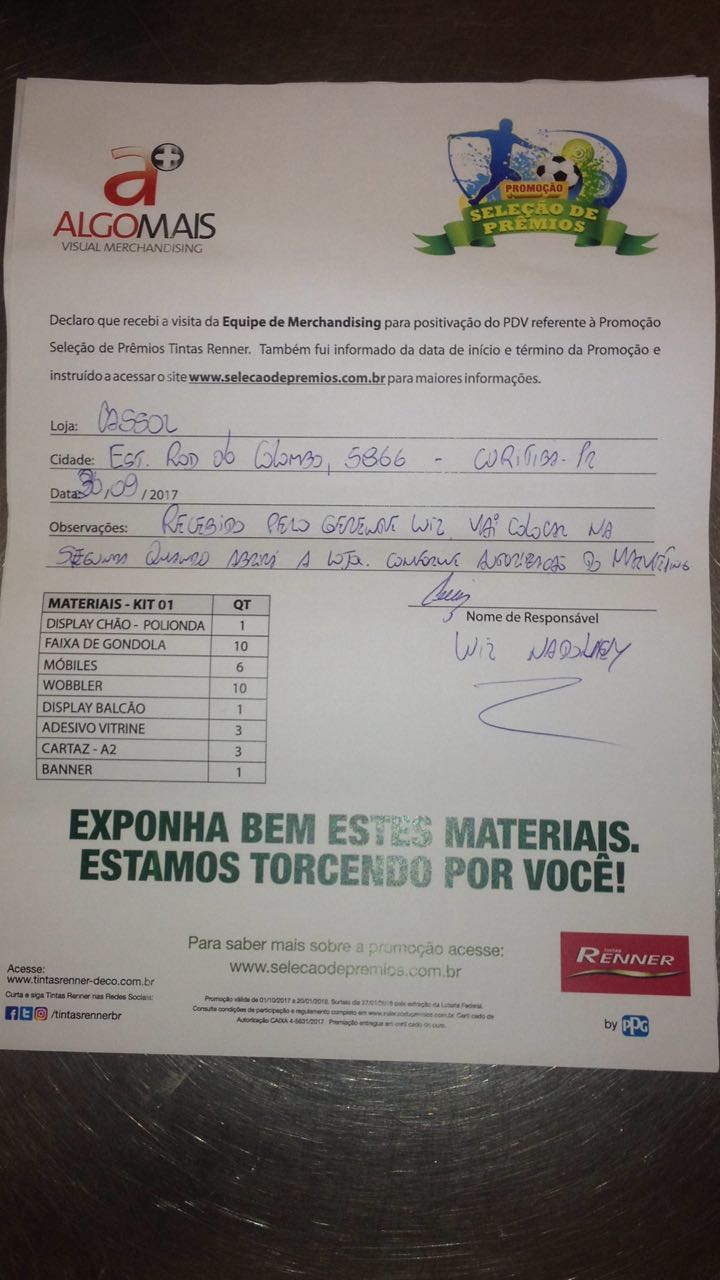 a+
ALGOMAIS
VISUAL MERCHANDISING
PROMOÇÃO
SELEÇÃO DE
PRÊMIOS
Declaro que recebi a visita da Equipe de Merchandising para positivação do PDV referente à Promoção
Seleção de Prêmios Tintas Renner. Também fui informado da data de início e término da Promoção e
instruído a acessar o site www.selecaodepremios.com.br para maiores informações.
Loja: CASSOL
Cidade: EST. ROD do COLOMBO, 5866 - CURITIBA - PR
Data: 30/09 / 2017
Observações: RECEBIDO PELO GERENTE WIZ. VAI COLOCAR NA
SEGUNDA QUANDO ABRIR A LOJA. CONFORME AUTORIZAÇÃO DO MARKETING
MATERIAIS - KIT 01 QT
DISPLAY CHÃO - POLIONDA 1
FAIXA DE GONDOLA 10
MÓBILES 6
WOBBLER 10
DISPLAY BALCÃO 1
ADESIVO VITRINE 3
CARTAZ - A2 3
BANNER 1
Nome de Responsável
EXPONHA BEM ESTES MATERIAIS.
ESTAMOS TORCENDO POR VOCÊ!
Para saber mais sobre a promoção acesse:
www.selecaodepremios.com.br
TINTAS
RENNER
by PPG
Acesse:
www.tintasrenner-deco.com.br
Curta e siga Tintas Renner nas Redes Sociais:
/tintasrennerbr
Promoção válida de 01/10/2017 a 20/01/2018. Sorteio dia 27/01/2018 pela extração da Loteria Federal.
Consulte condições de participação e regulamento completo em www.selecaodepremios.com.br. Certificado de
Autorização CAIXA 4-5631/2017. Premiação entregue em certificado de ouro.